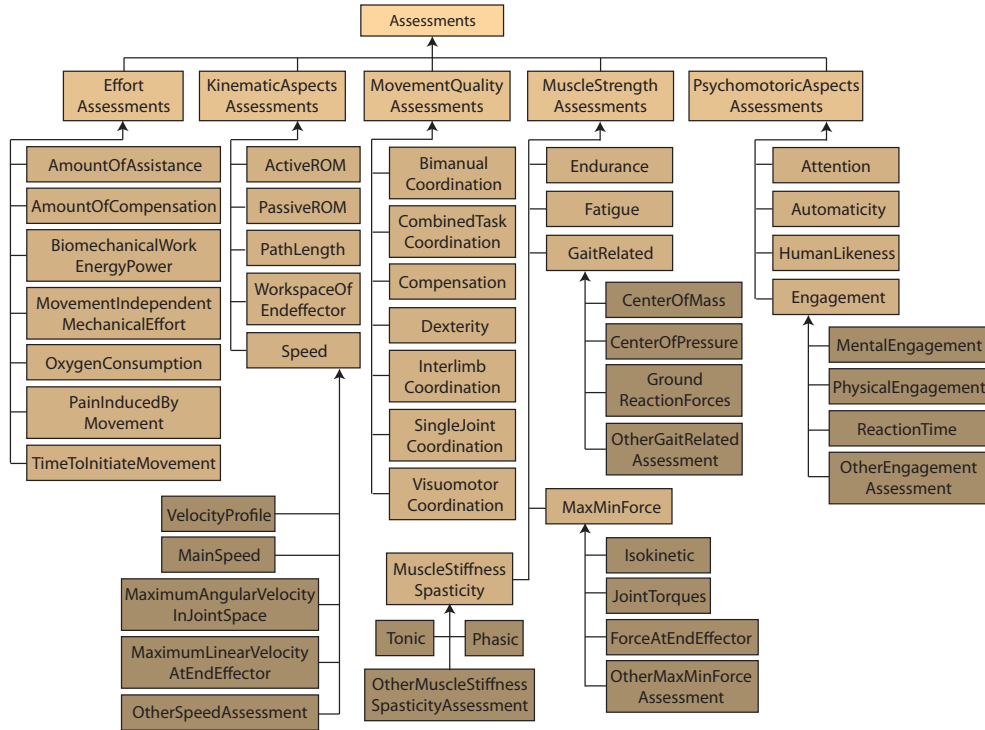 Assessments
Effort
Assessments
KinematicAspects
Assessments
MovementQuality
Assessments
MuscleStrength
Assessments
PsychomotoricAspects
Assessments
AmountOfAssistance
AmountOfCompensation
BiomechanicalWork
EnergyPower
MovementIndependent
MechanicalEffort
OxygenConsumption
PainInducedBy
Movement
TimeToInitiateMovement
ActiveROM
PassiveROM
PathLength
WorkspaceOf
Endeffector
Speed
VelocityProfile
MainSpeed
MaximumAngularVelocity
InJointSpace
MaximumLinearVelocity
AtEndEffector
OtherSpeedAssessment
Bimanual
Coordination
CombinedTask
Coordination
Compensation
Dexterity
Interlimb
Coordination
SingleJoint
Coordination
Visuomotor
Coordination
Endurance
Fatigue
GaitRelated
CenterOfMass
CenterOfPressure
Ground
ReactionForces
OtherGaitRelated
Assessment
MaxMinForce
Isokinetic
JointTorques
ForceAtEndEffector
OtherMaxMinForce
Assessment
MuscleStiffness
Spasticity
Tonic
Phasic
OtherMuscleStiffness
SpasticityAssessment
Attention
Automaticity
HumanLikeness
Engagement
MentalEngagement
PhysicalEngagement
ReactionTime
OtherEngagement
Assessment